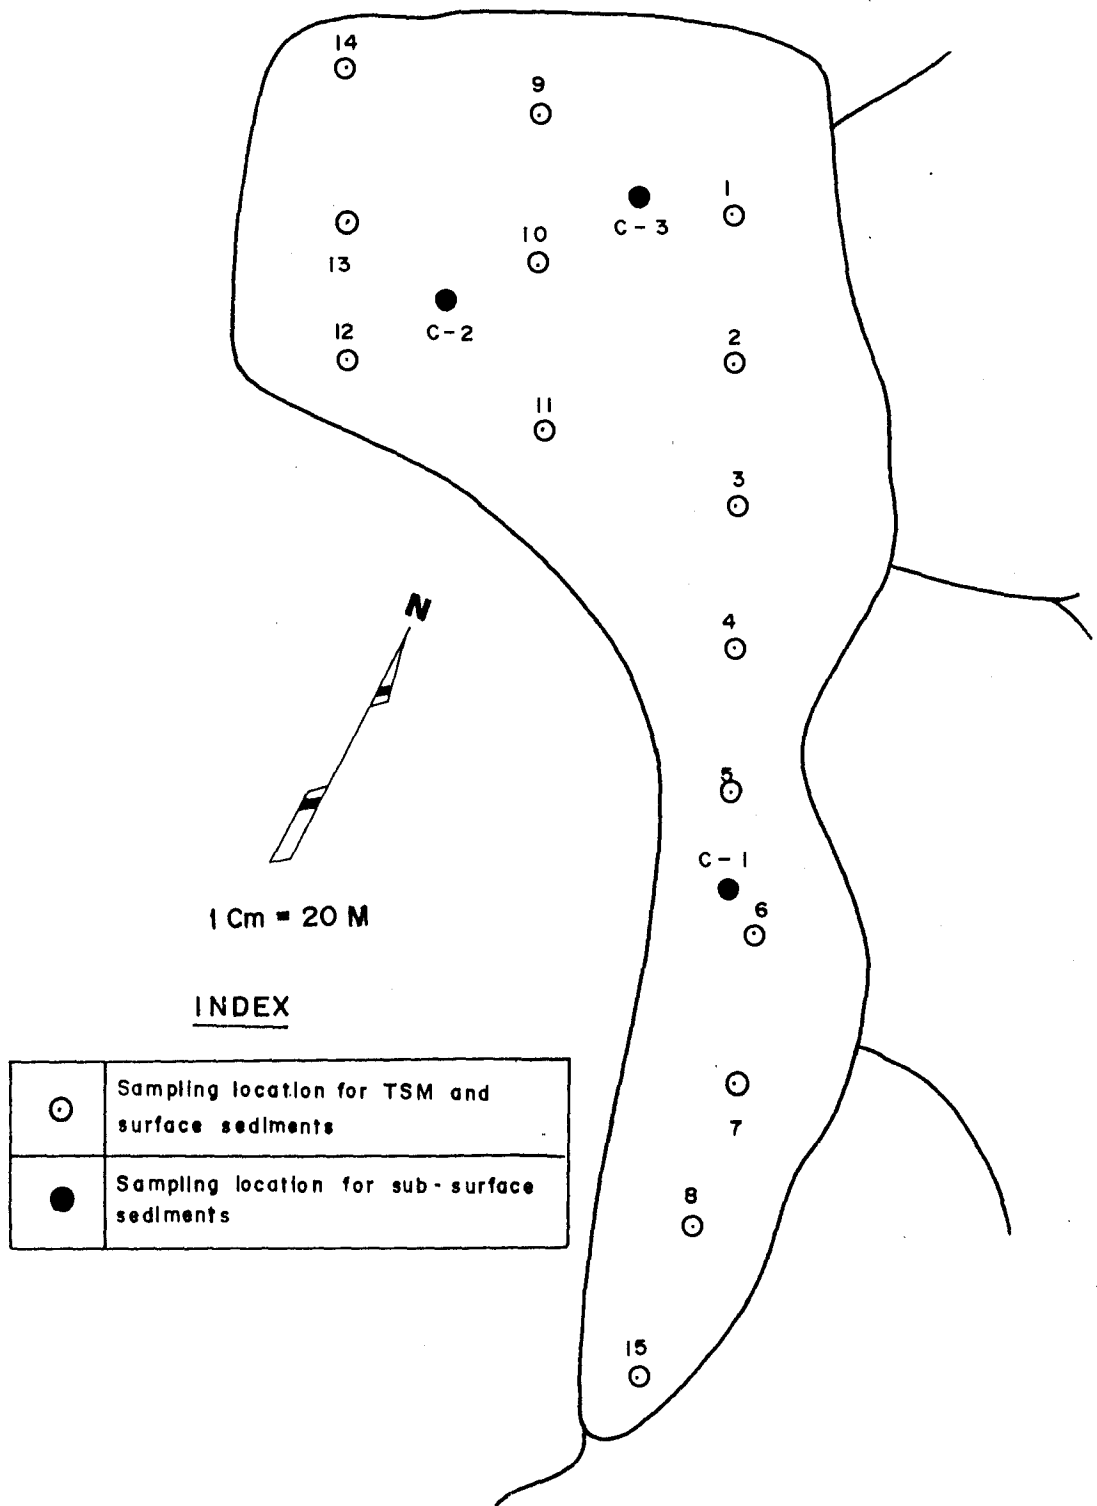 14
9
1
C-3
10
13
C-2
12
2
11
3
N
4
5
C-1
6
1 Cm = 20 M
INDEX
Sampling location for TSM and
surface sediments
7
Sampling location for sub-surface
sediments
8
15